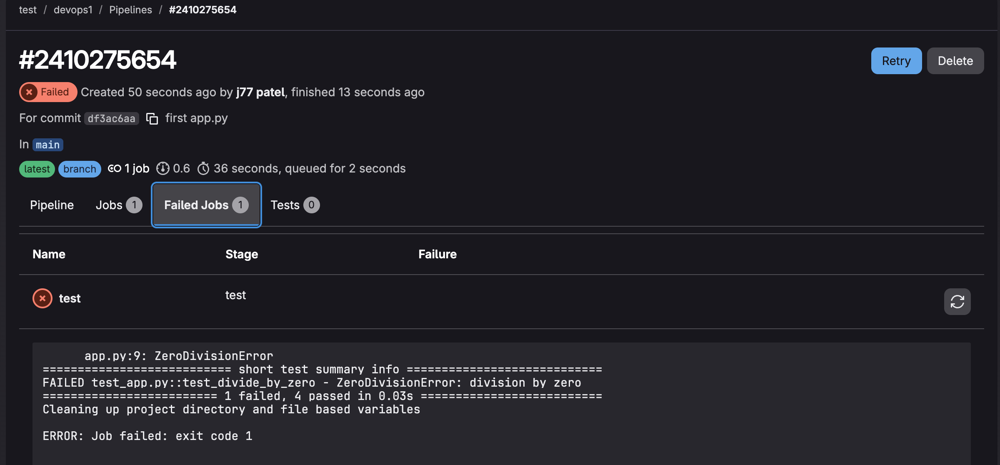 test / devops1 / Pipelines / #2410275654
#2410275654
Retry Delete
Failed Created 50 seconds ago by j77 patel, finished 13 seconds ago
For commit df3ac6aa first app.py
In main
latest branch 1 job 0.6 36 seconds, queued for 2 seconds
Pipeline Jobs 1 Failed Jobs 1 Tests 0
Name Stage Failure
test test
app.py:9: ZeroDivisionError
=========================== short test summary info ============================
FAILED test_app.py::test_divide_by_zero - ZeroDivisionError: division by zero
========================= 1 failed, 4 passed in 0.03s ==========================
Cleaning up project directory and file based variables
ERROR: Job failed: exit code 1